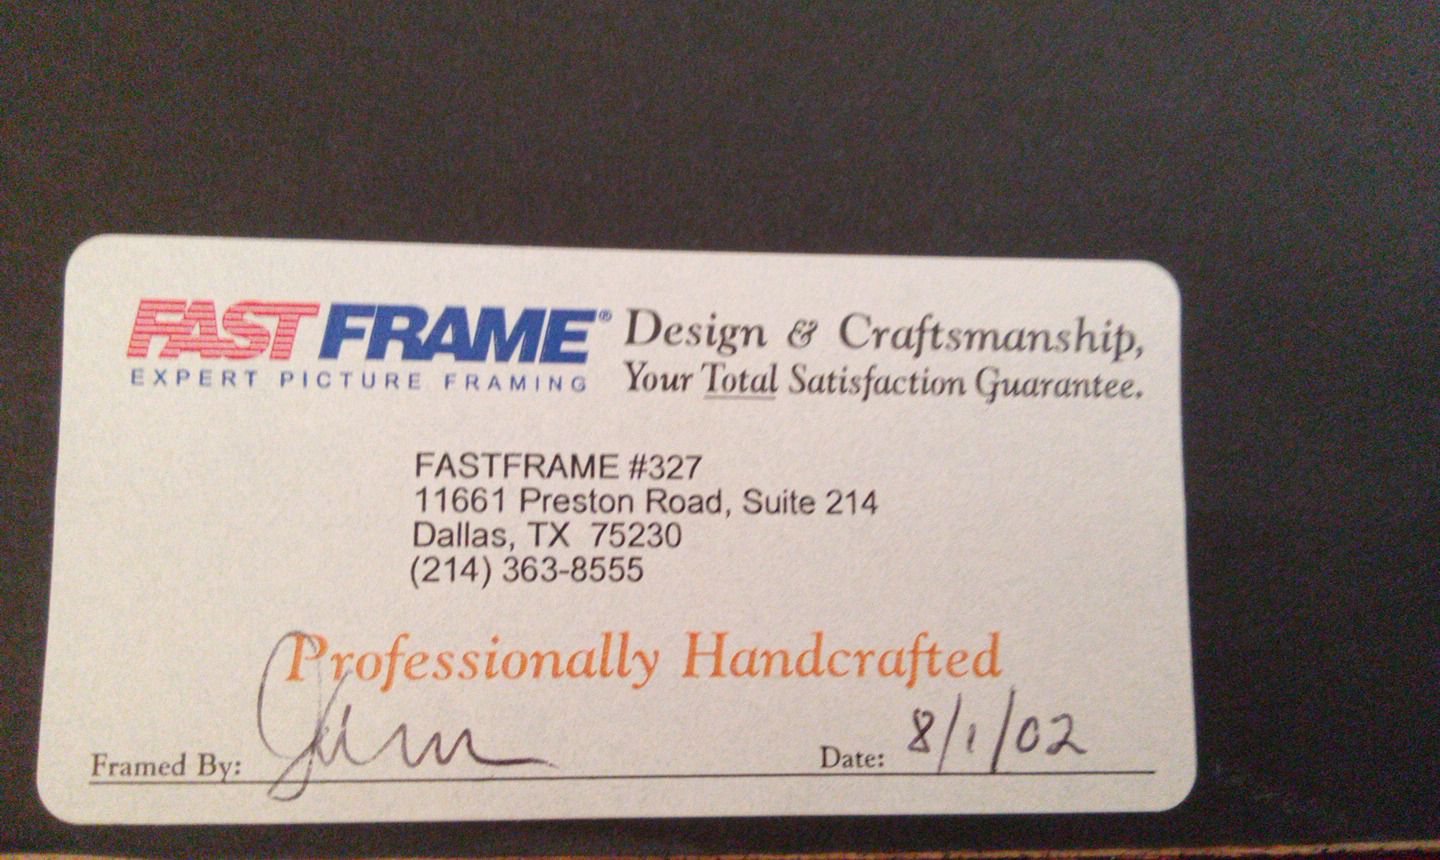 FASTFRAME® Design & Craftsmanship,
EXPERT PICTURE FRAMING Your Total Satisfaction Guarantee.
FASTFRAME #327
11661 Preston Road, Suite 214
Dallas, TX 75230
(214) 363-8555
Professionally Handcrafted
Framed By: Date: 8/1/02